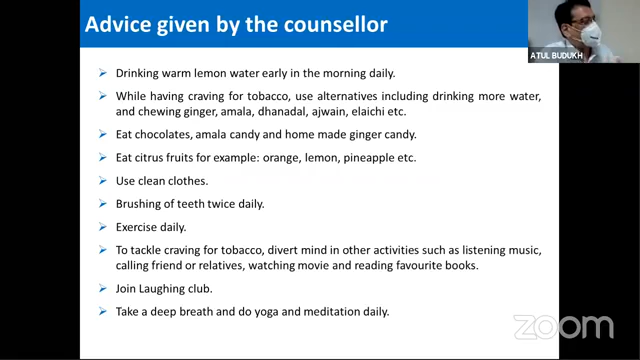 Advice given by the counsellor
ATUL BUDUKH
Drinking warm lemon water early in the morning daily.
While having craving for tobacco, use alternatives including drinking more water,
and chewing ginger, amala, dhanadal, ajwain, elaichi etc.
Eat chocolates, amala candy and home made ginger candy.
Eat citrus fruits for example: orange, lemon, pineapple etc.
Use clean clothes.
Brushing of teeth twice daily.
Exercise daily.
To tackle craving for tobacco, divert mind in other activities such as listening music,
calling friend or relatives, watching movie and reading favourite books.
Join Laughing club.
Take a deep breath and do yoga and meditation daily.
zoom